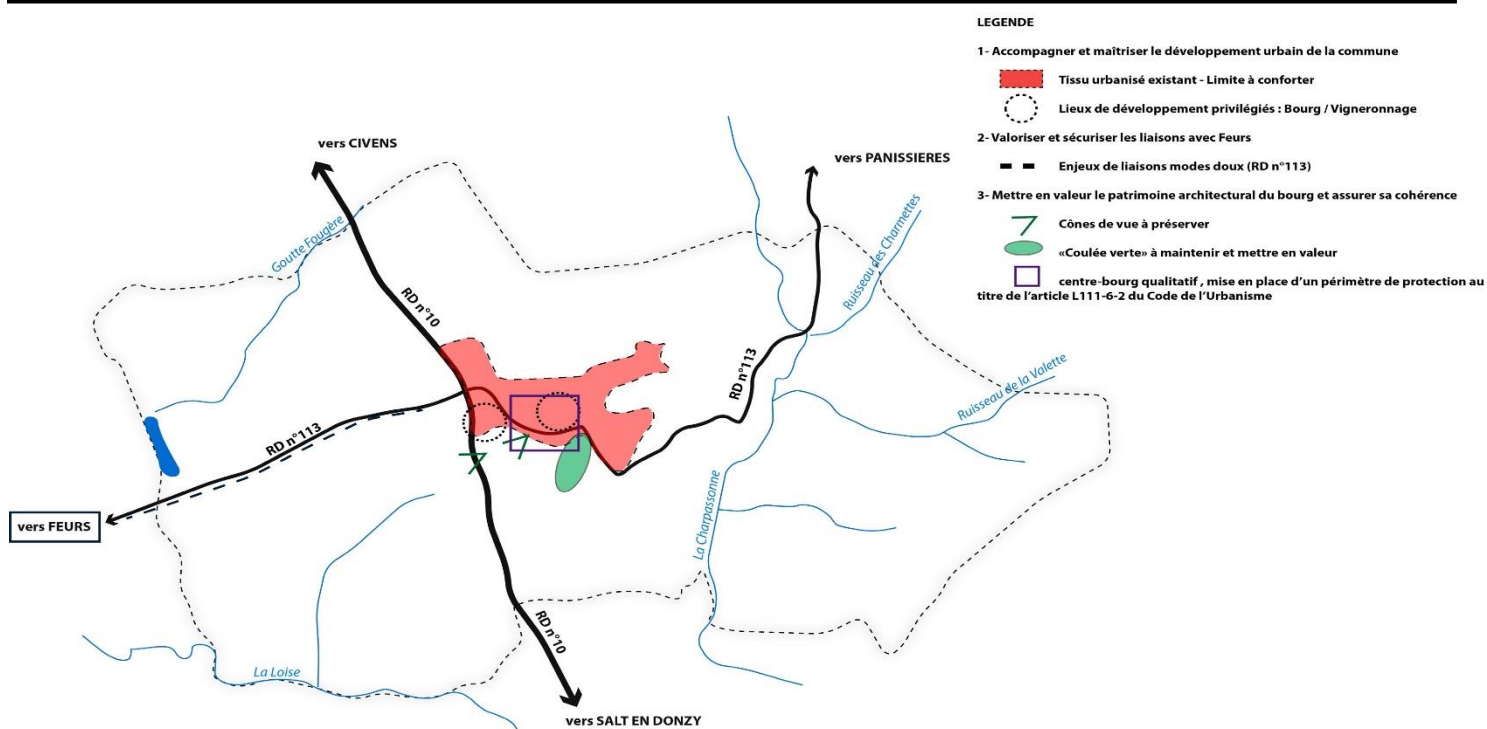 LEGENDE
1- Accompagner et maîtriser le développement urbain de la commune
Tissu urbanisé existant - Limite à conforter
Lieux de développement privilégiés : Bourg / Vigneronnage
2- Valoriser et sécuriser les liaisons avec Feurs
Enjeux de liaisons modes doux (RD n°113)
3- Mettre en valeur le patrimoine architectural du bourg et assurer sa cohérence
Cônes de vue à préserver
«Coulée verte» à maintenir et mettre en valeur
centre-bourg qualitatif , mise en place d'un périmètre de protection au
titre de l'article L111-6-2 du Code de l'Urbanisme
vers CIVENS
vers PANISSIERES
Goutte Fougère
Ruisseau des Charmettes
RD n°10
RD n°113
Ruisseau de la Valette
RD n°113
vers FEURS
La Charpassonne
RD n°10
La Loise
vers SALT EN DONZY